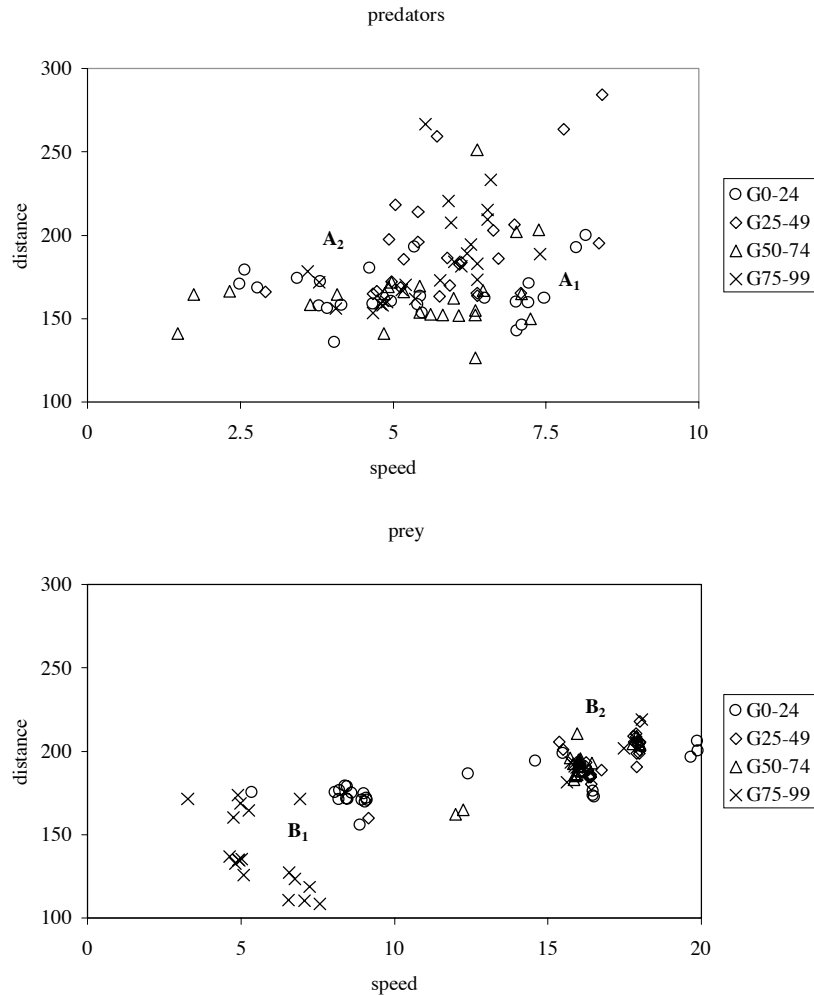 predators
300
250
200
150
100
distance
A2
A1
0 2.5 5 7.5 10
speed
G0-24
G25-49
G50-74
G75-99
prey
300
250
200
150
100
distance
B2
B1
0 5 10 15 20
speed
G0-24
G25-49
G50-74
G75-99